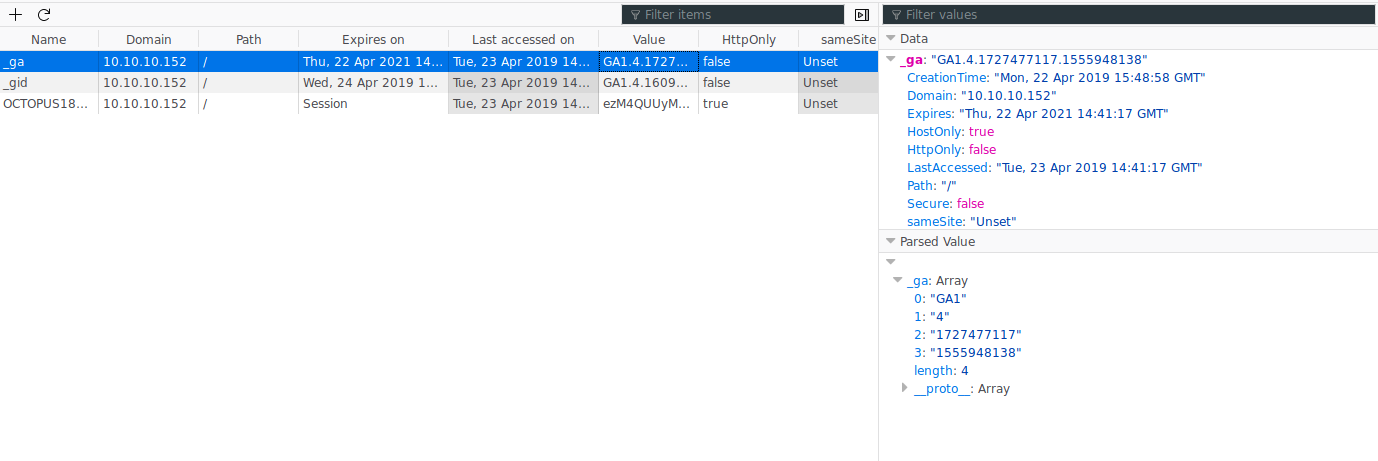 Filter items
Filter values
Name Domain Path Expires on Last accessed on Value HttpOnly sameSite
_ga 10.10.10.152 / Thu, 22 Apr 2021 14… Tue, 23 Apr 2019 14… GA1.4.1727… false Unset
_gid 10.10.10.152 / Wed, 24 Apr 2019 1… Tue, 23 Apr 2019 14… GA1.4.1609… false Unset
OCTOPUS18… 10.10.10.152 / Session Tue, 23 Apr 2019 14… ezM4QUUyM… true Unset
Data
_ga: "GA1.4.1727477117.1555948138"
CreationTime: "Mon, 22 Apr 2019 15:48:58 GMT"
Domain: "10.10.10.152"
Expires: "Thu, 22 Apr 2021 14:41:17 GMT"
HostOnly: true
HttpOnly: false
LastAccessed: "Tue, 23 Apr 2019 14:41:17 GMT"
Path: "/"
Secure: false
sameSite: "Unset"
Parsed Value
_ga: Array
0: "GA1"
1: "4"
2: "1727477117"
3: "1555948138"
length: 4
__proto__: Array